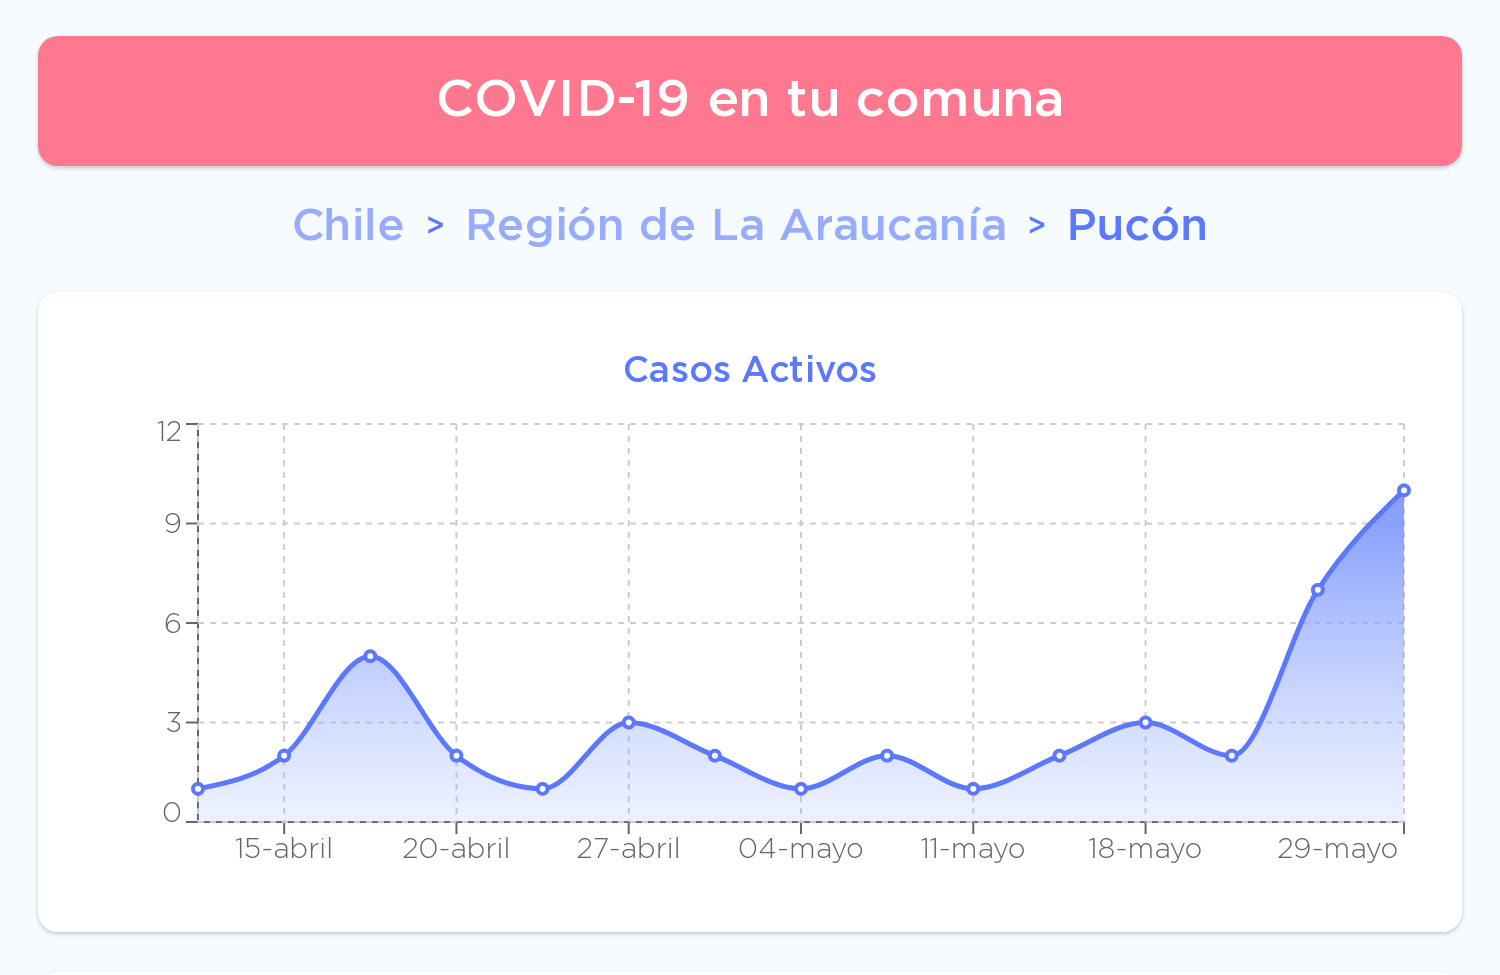 COVID-19 en tu comuna
Chile > Región de La Araucanía > Pucón
Casos Activos
12
9
6
3
0
15-abril 20-abril 27-abril 04-mayo 11-mayo 18-mayo 29-mayo